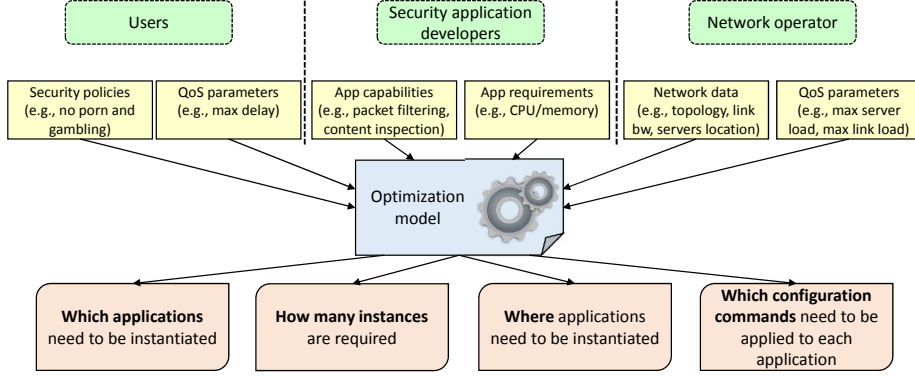 Users
Security application
developers
Network operator
Security policies
(e.g., no porn and
gambling)
QoS parameters
(e.g., max delay)
App capabilities
(e.g., packet filtering,
content inspection)
App requirements
(e.g., CPU/memory)
Network data
(e.g., topology, link
bw, servers location)
QoS parameters
(e.g., max server
load, max link load)
Optimization
model
Which applications
need to be instantiated
How many instances
are required
Where applications
need to be instantiated
Which configuration
commands need to be
applied to each
application